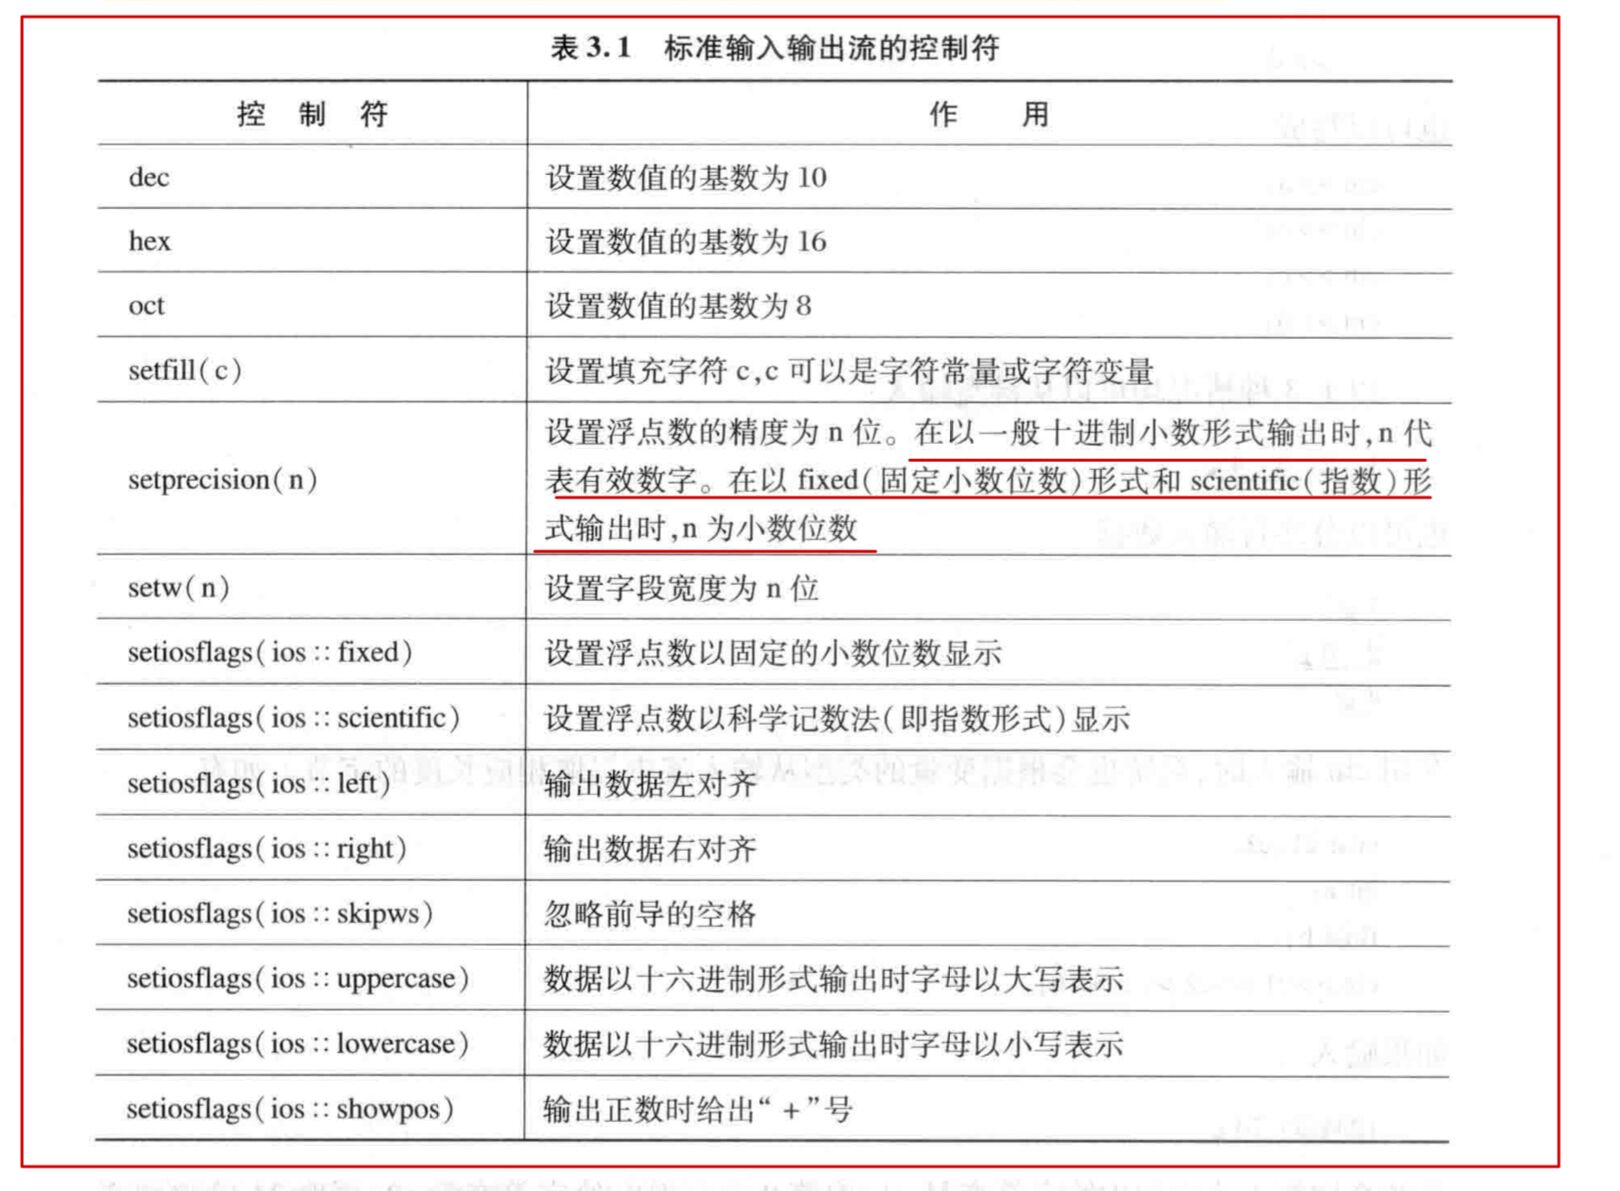 表 3.1 标准输入输出流的控制符
控 制 符 作 用
dec 设置数值的基数为 10
hex 设置数值的基数为 16
oct 设置数值的基数为 8
setfill(c) 设置填充字符 c,c 可以是字符常量或字符变量
设置浮点数的精度为 n 位。在以一般十进制小数形式输出时,n 代
setprecision(n) 表有效数字。在以 fixed(固定小数位数)形式和 scientific(指数)形
式输出时,n 为小数位数
setw(n) 设置字段宽度为 n 位
setiosflags(ios::fixed) 设置浮点数以固定的小数位数显示
setiosflags(ios::scientific) 设置浮点数以科学记数法(即指数形式)显示
setiosflags(ios::left) 输出数据左对齐
setiosflags(ios::right) 输出数据右对齐
setiosflags(ios::skipws) 忽略前导的空格
setiosflags(ios::uppercase) 数据以十六进制形式输出时字母以大写表示
setiosflags(ios::lowercase) 数据以十六进制形式输出时字母以小写表示
setiosflags(ios::showpos) 输出正数时给出“+”号